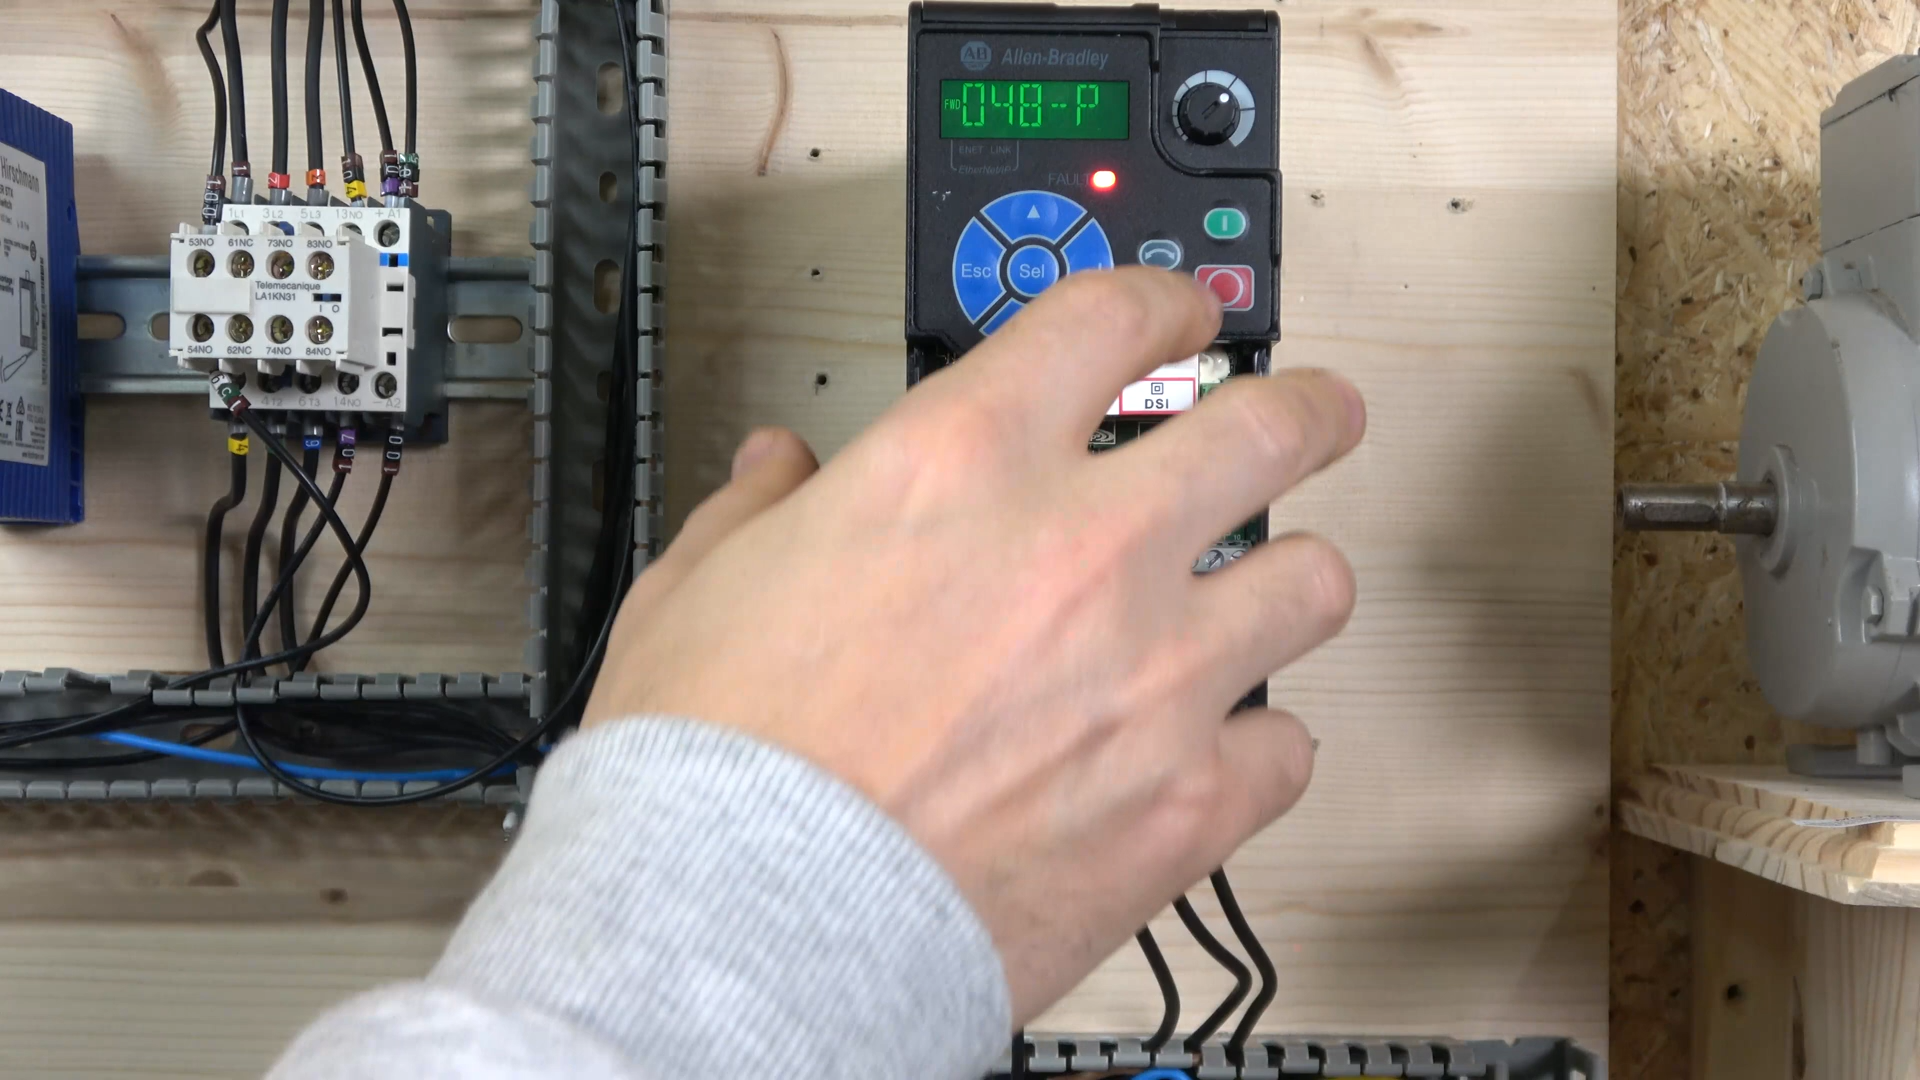 Hirschmann
1L1 3L2 5L3 13NO + A1
53NO 61NC 73NO 83NO
Telemecanique
LA1KN31
I O
54NO 62NC 74NO 84NO
4T2 6T3 14NO - A2
AB Allen-Bradley
FWD 048-P
ENET LINK
EtherNet/IP
FAULT
Esc Sel
I
DSI